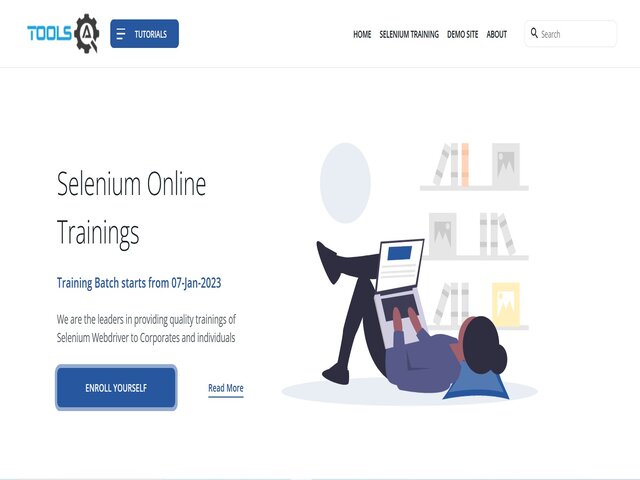 TOOLS QA
TUTORIALS
HOME SELENIUM TRAINING DEMO SITE ABOUT
Search
Selenium Online
Trainings
Training Batch starts from 07-Jan-2023
We are the leaders in providing quality trainings of
Selenium Webdriver to Corporates and individuals
ENROLL YOURSELF
Read More